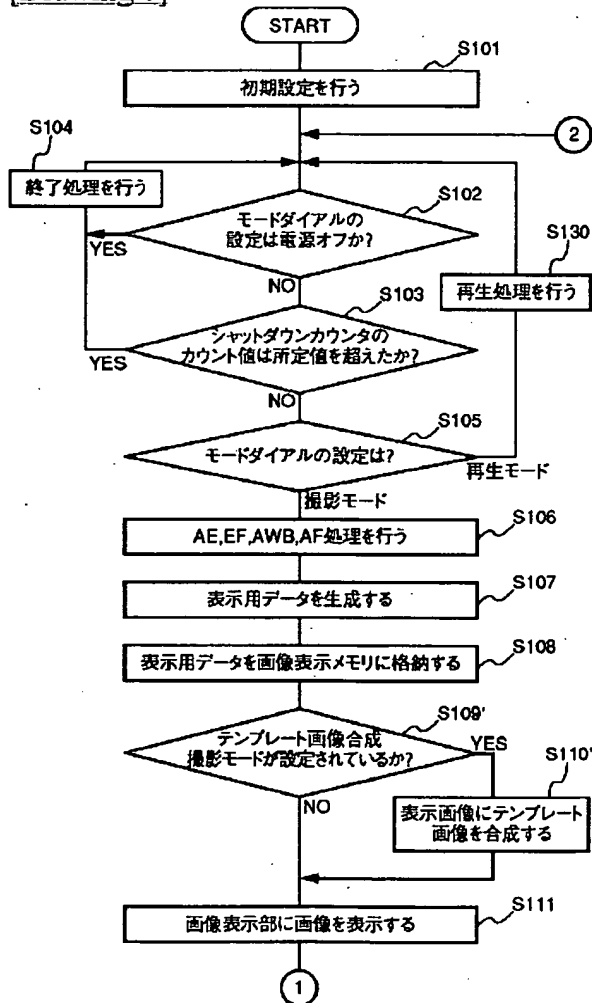 START
S101
初期設定を行う
2
S104
終了処理を行う
S102
モードダイアルの
設定は電源オフか?
YES
NO
S130
再生処理を行う
S103
シャットダウンカウンタの
カウント値は所定値を超えたか?
YES
NO
S105
モードダイアルの設定は?
再生モード
撮影モード
S106
AE,EF,AWB,AF処理を行う
S107
表示用データを生成する
S108
表示用データを画像表示メモリに格納する
S109'
テンプレート画像合成
撮影モードが設定されているか?
YES
NO
S110'
表示画像にテンプレート
画像を合成する
S111
画像表示部に画像を表示する
1